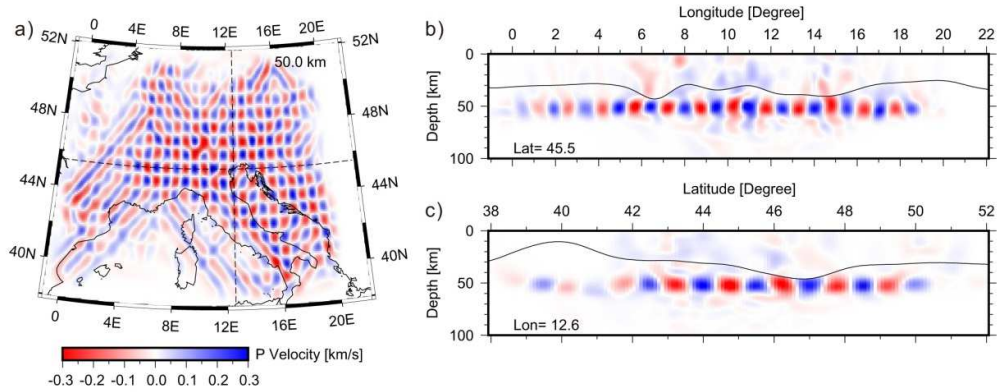 a)
0 4E 8E 12E 16E 20E
52N 52N
50.0 km
48N 48N
44N 44N
40N 40N
0 4E 8E 12E 16E 20E
P Velocity [km/s]
-0.3 -0.2 -0.1 0.0 0.1 0.2 0.3
b)
Longitude [Degree]
0 2 4 6 8 10 12 14 16 18 20 22
Depth [km]
0
50
100
Lat= 45.5
c)
Latitude [Degree]
38 40 42 44 46 48 50 52
Depth [km]
0
50
100
Lon= 12.6